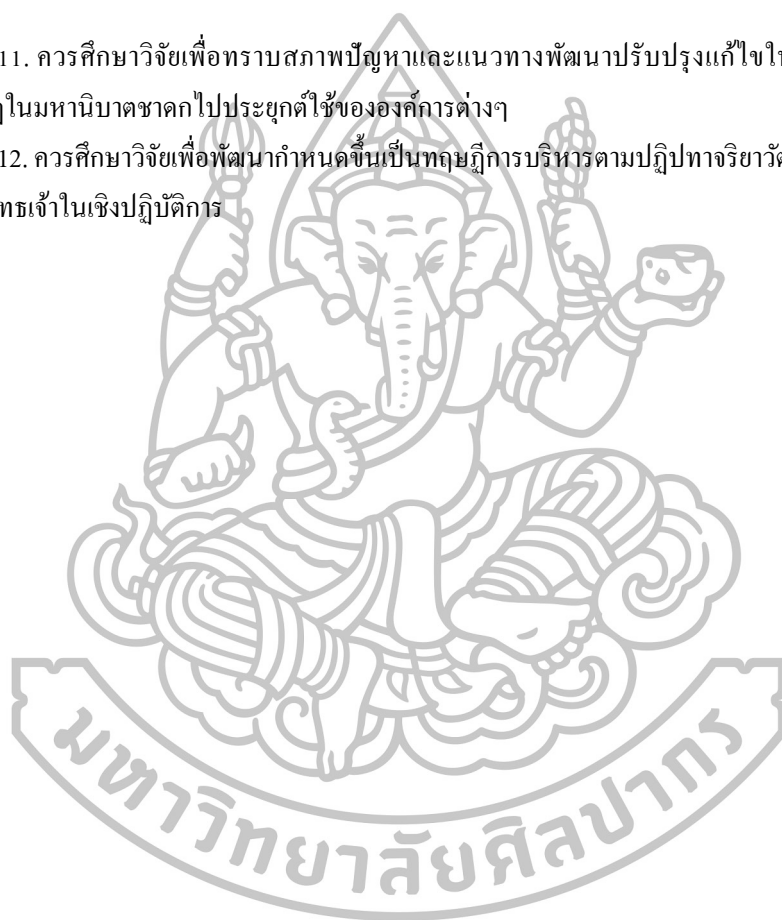 11. ควรศึกษาวิจัยเพื่อทราบสภาพปัญหาและแนวทางพัฒนาปรับปรุงแก้ไข
ในมหานิบาตชาดกไปประยุกต์ใช้ขององค์การต่างๆ
12. ควรศึกษาวิจัยเพื่อพัฒนากำหนดขึ้นเป็นทฤษฎีการบริหารตามปฏิปทาจริยาวั
ทธเจ้าในเชิงปฏิบัติการ
มหาวิทยาลัยศิลปากร